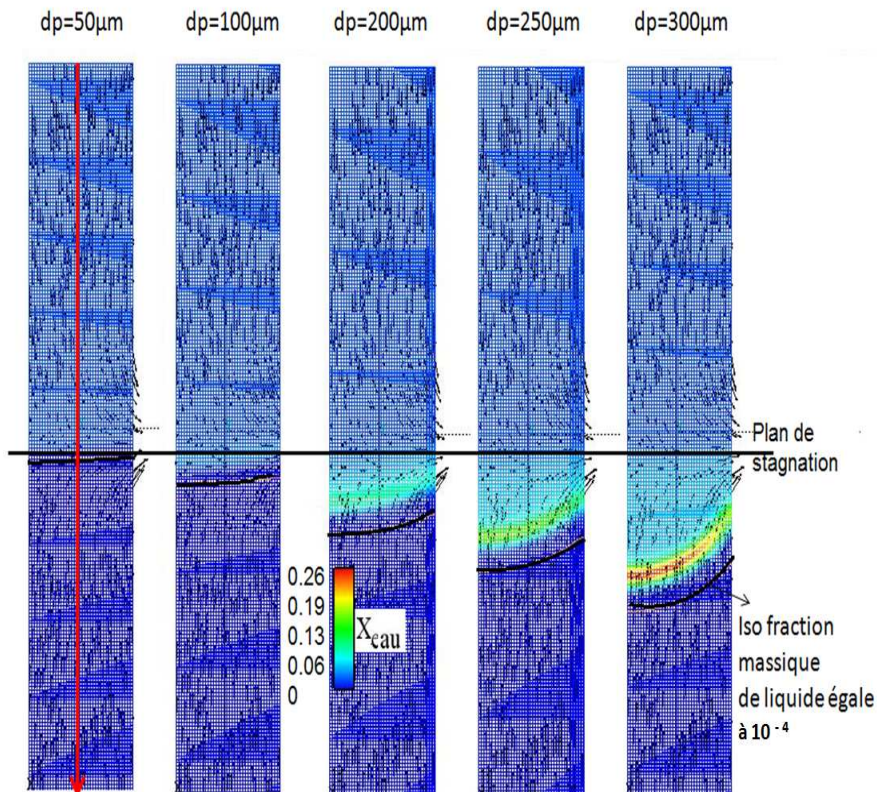 dp=50µm dp=100µm dp=200µm dp=250µm dp=300µm
Plan de
stagnation
0.26
0.19
0.13
0.06
0
Xeau
Iso fraction
massique
de liquide égale
à 10 -4